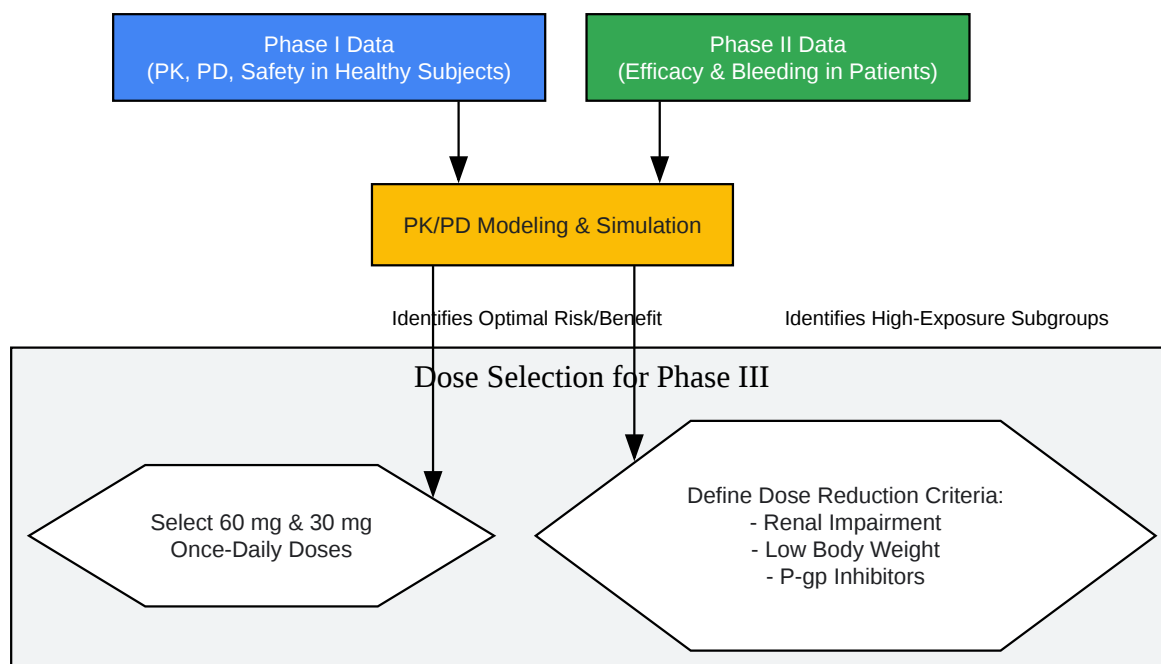 Phase I Data
(PK, PD, Safety in Healthy Subjects)
Phase II Data
(Efficacy & Bleeding in Patients)
PK/PD Modeling & Simulation
Identifies Optimal Risk/Benefit
Identifies High-Exposure Subgroups
Dose Selection for Phase III
Select 60 mg & 30 mg
Once-Daily Doses
Define Dose Reduction Criteria:
- Renal Impairment
- Low Body Weight
- P-gp Inhibitors